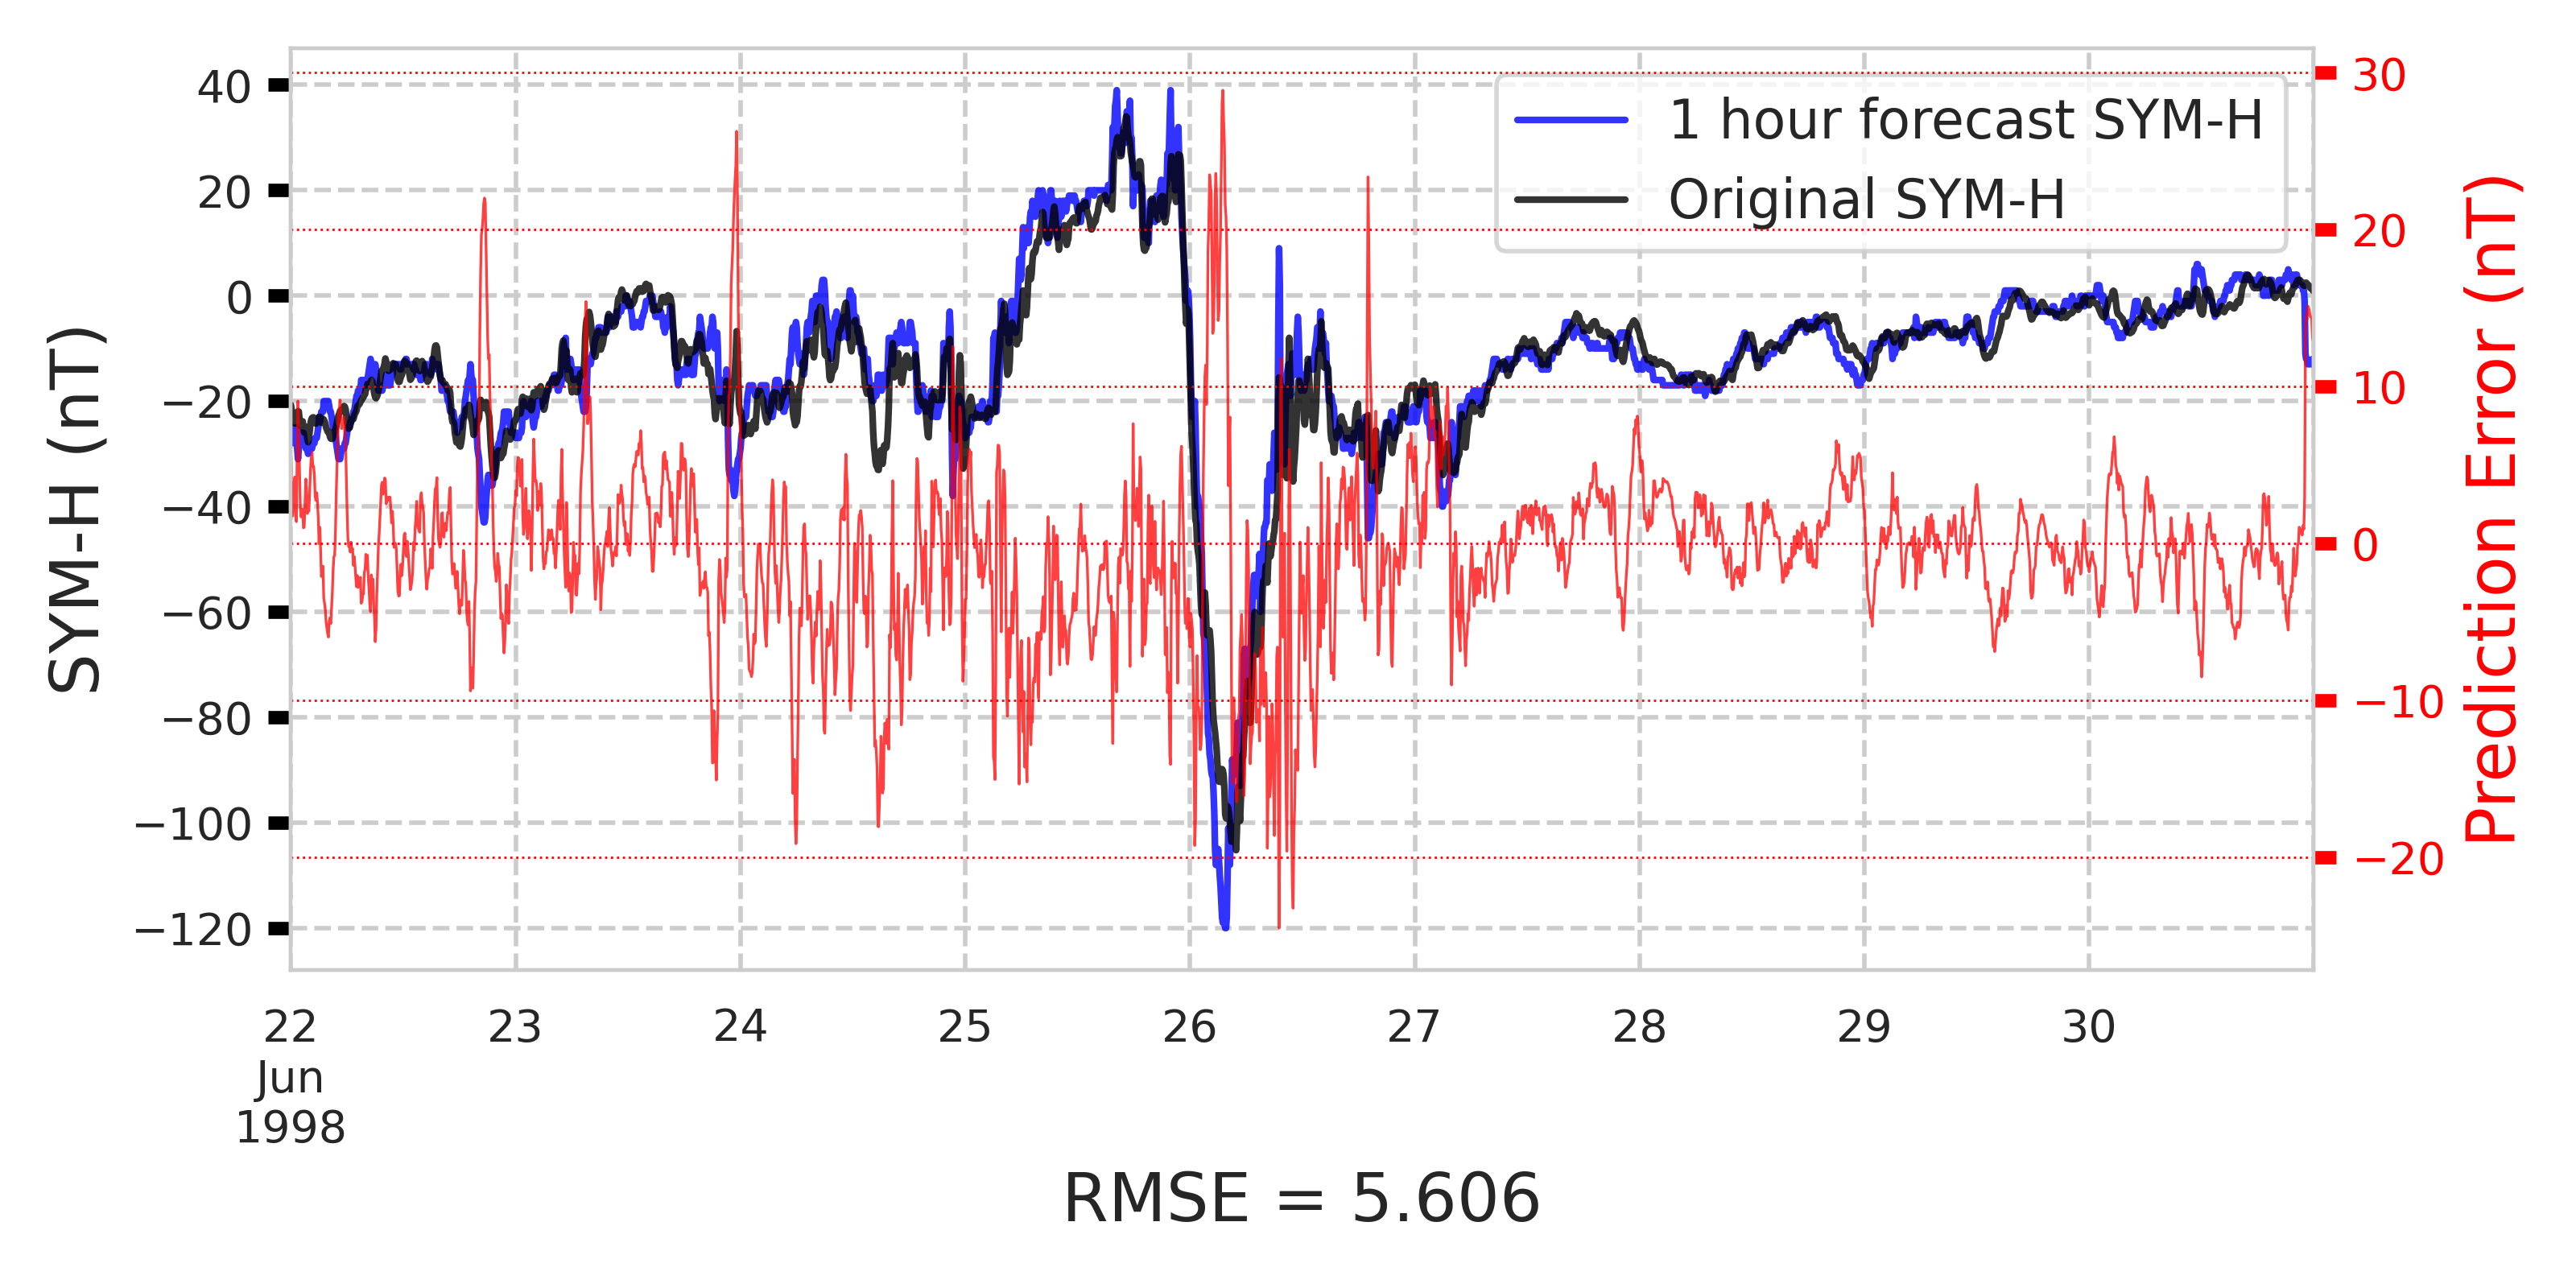 40
20
0
−20
−40
−60
−80
−100
−120
SYM-H (nT)
1 hour forecast SYM-H
Original SYM-H
30
20
10
0
−10
−20
Prediction Error (nT)
22 23 24 25 26 27 28 29 30
Jun
1998
RMSE = 5.606